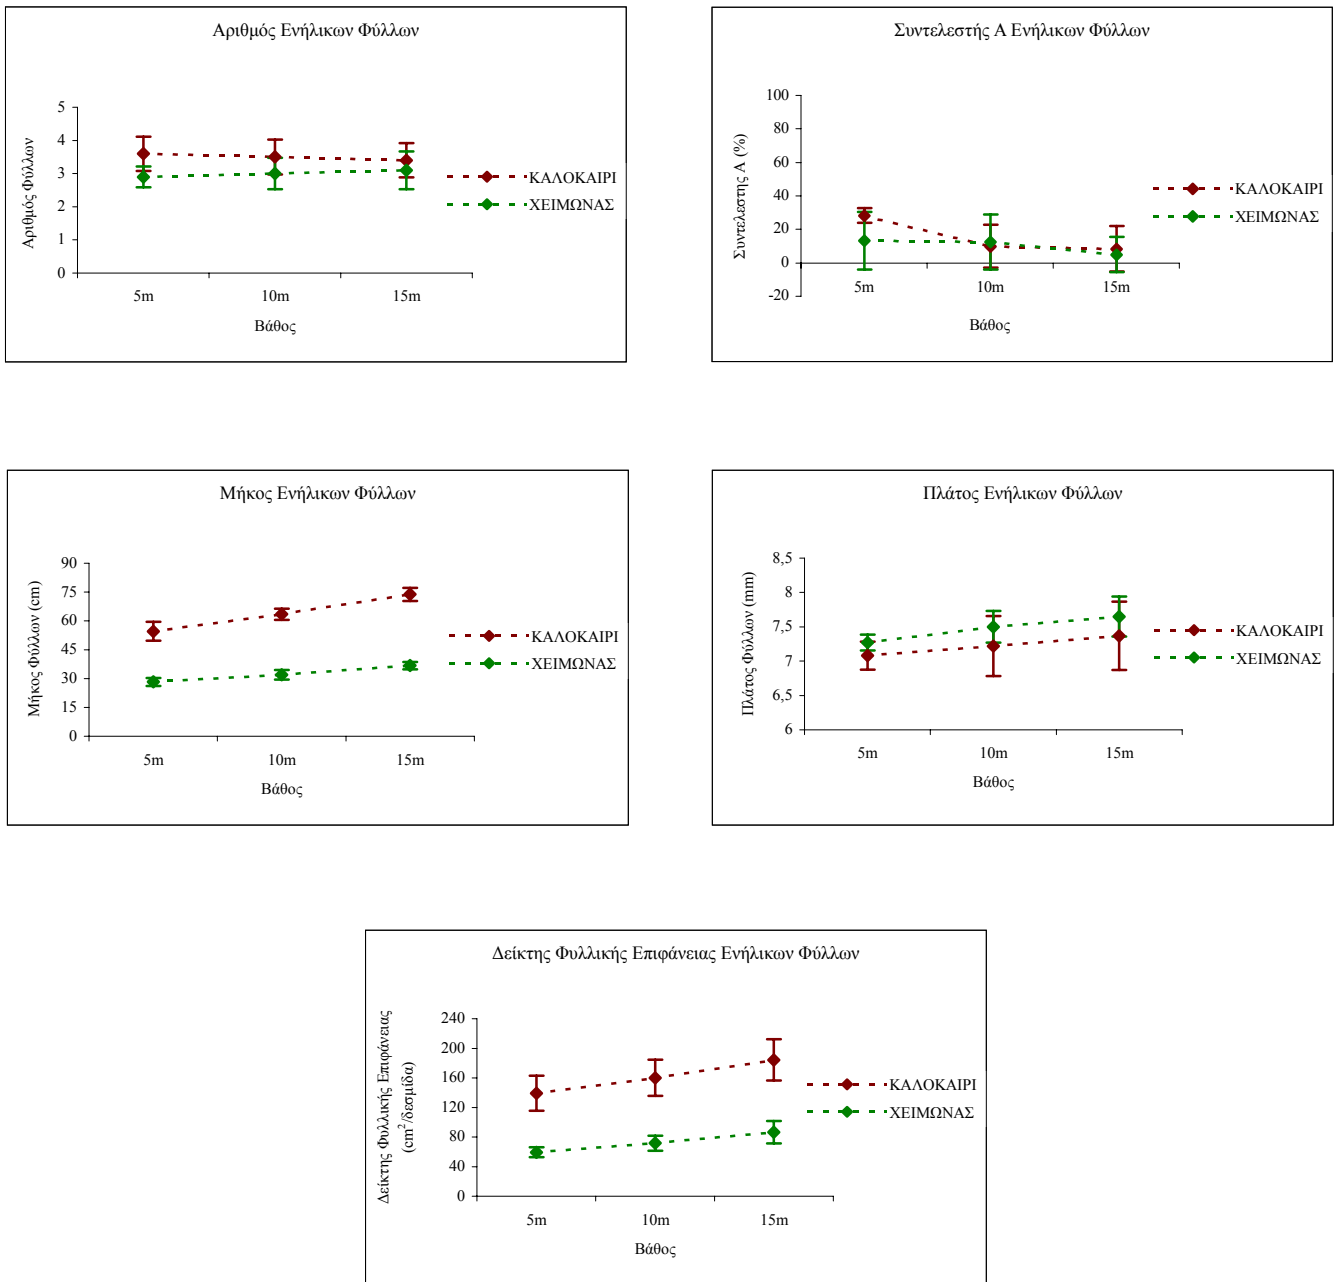 Αριθμός Ενήλικων Φύλλων
Αριθμός Φύλλων
5
4
3
2
1
0
5m 10m 15m
Βάθος
ΚΑΛΟΚΑΙΡΙ
ΧΕΙΜΩΝΑΣ
Συντελεστής Α Ενήλικων Φύλλων
Συντελεστης Α (%)
100
80
60
40
20
0
-20
5m 10m 15m
Βάθος
ΚΑΛΟΚΑΙΡΙ
ΧΕΙΜΩΝΑΣ
Μήκος Ενήλικων Φύλλων
Μήκος Φύλλων (cm)
90
75
60
45
30
15
0
5m 10m 15m
Βάθος
ΚΑΛΟΚΑΙΡΙ
ΧΕΙΜΩΝΑΣ
Πλάτος Ενήλικων Φύλλων
Πλάτος Φύλλων (mm)
8,5
8
7,5
7
6,5
6
5m 10m 15m
Βάθος
ΚΑΛΟΚΑΙΡΙ
ΧΕΙΜΩΝΑΣ
Δείκτης Φυλλικής Επιφάνειας Ενήλικων Φύλλων
Δείκτης Φυλλικής Επιφάνειας
(cm²/δεσμίδα)
240
200
160
120
80
40
0
5m 10m 15m
Βάθος
ΚΑΛΟΚΑΙΡΙ
ΧΕΙΜΩΝΑΣ